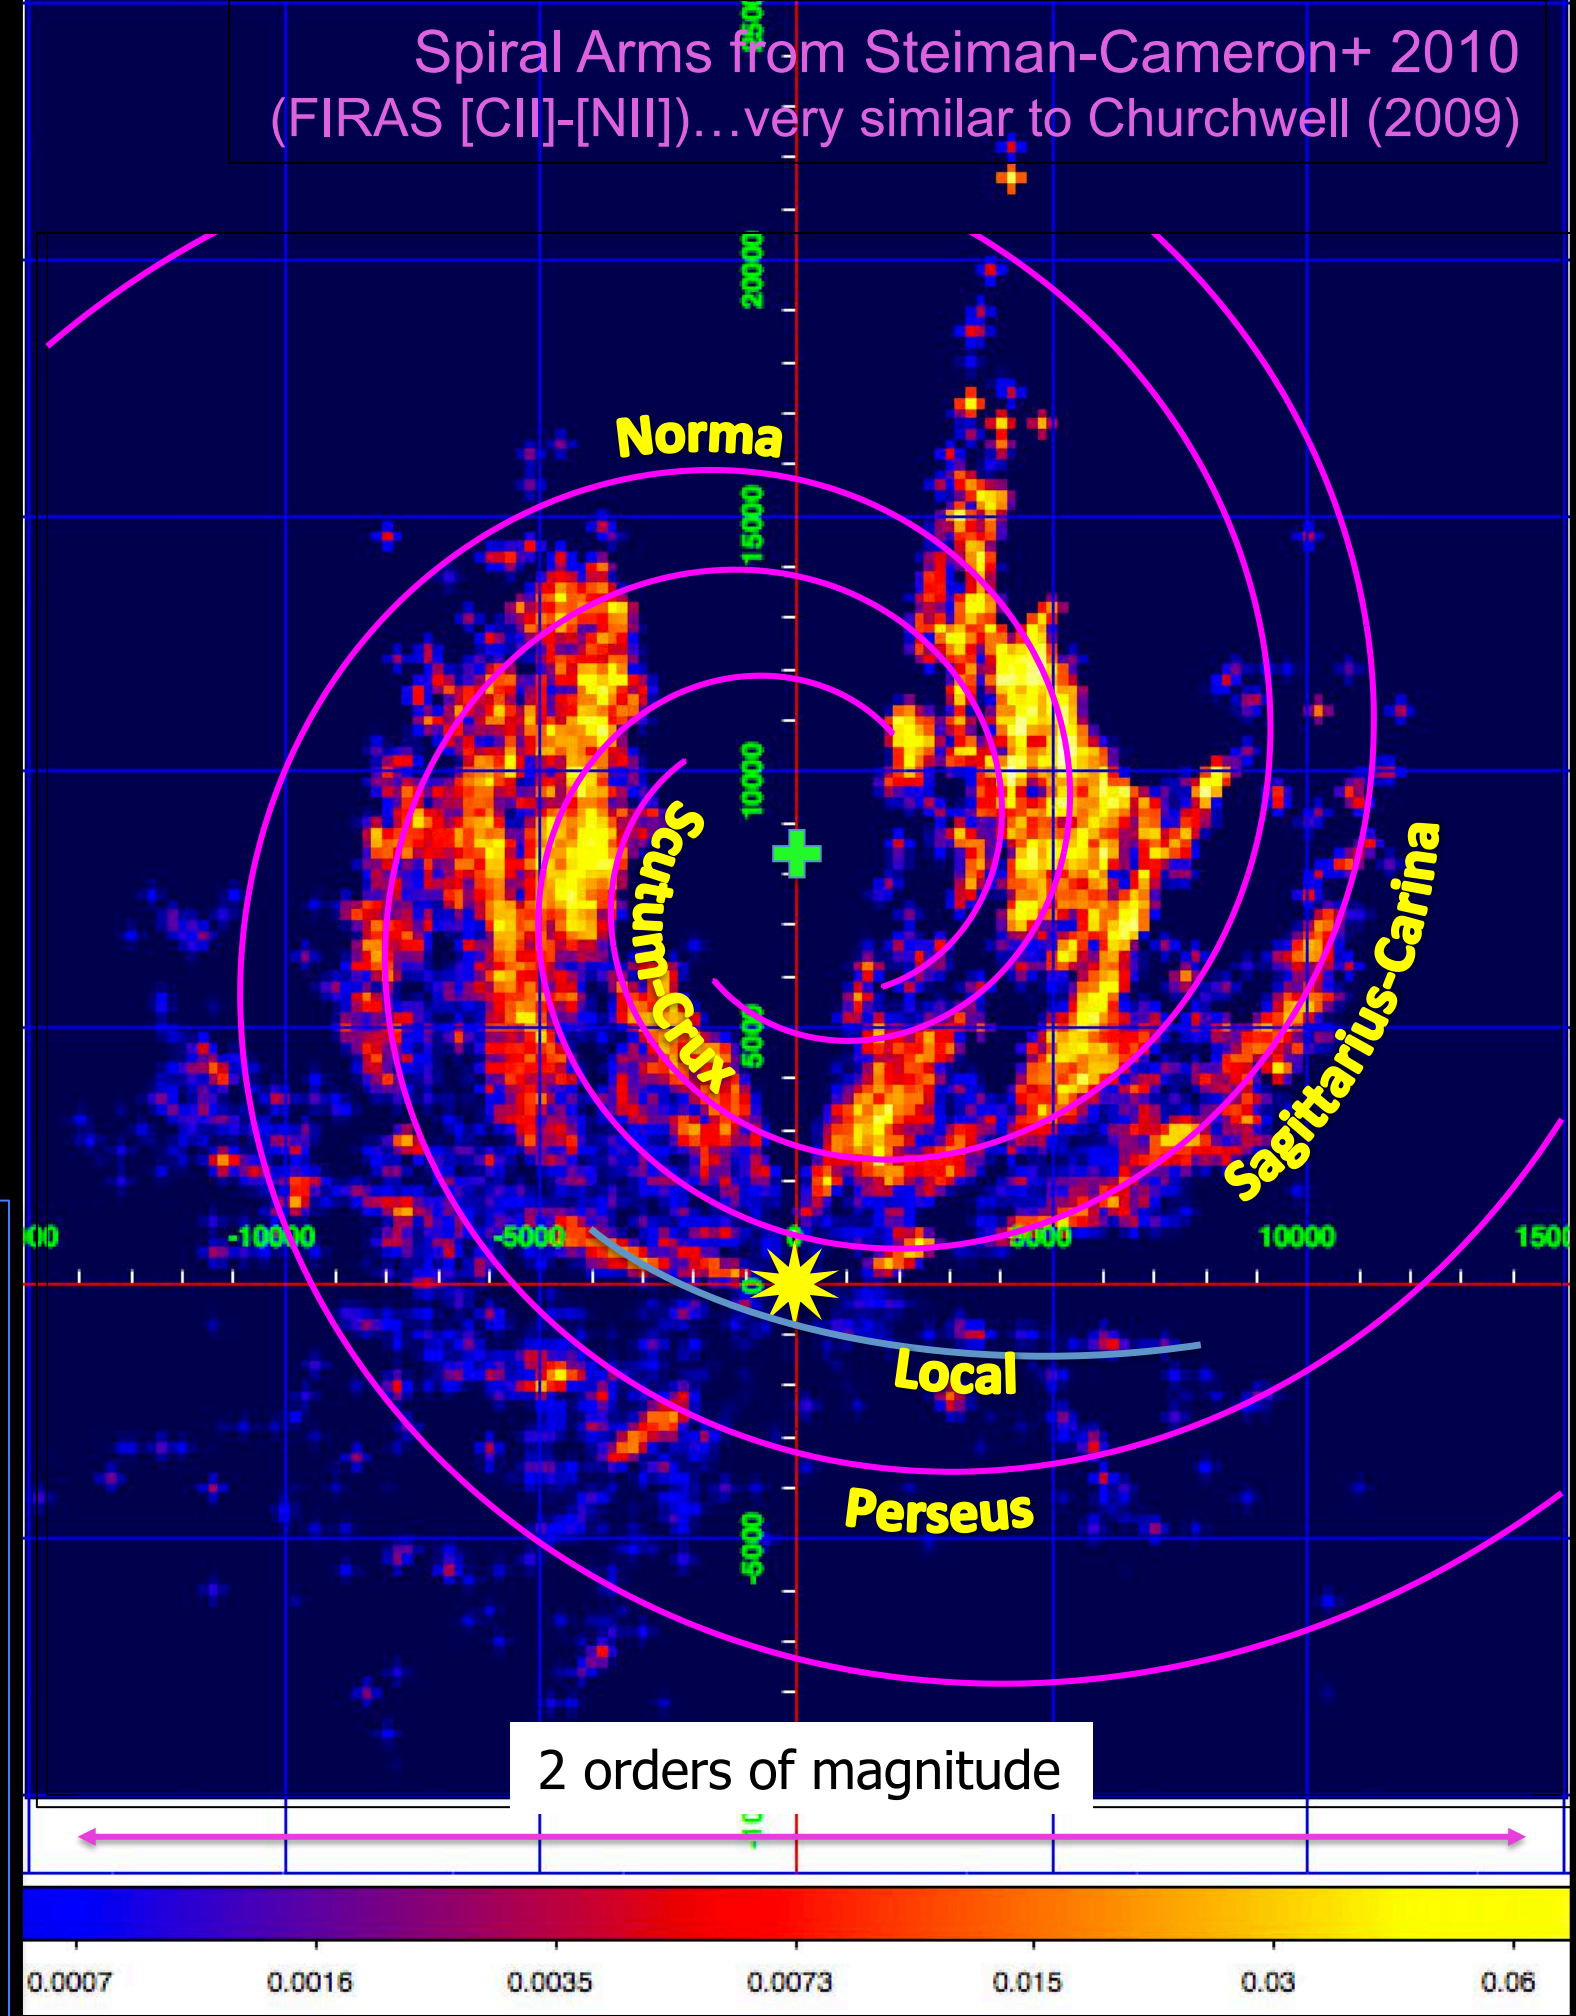 Spiral Arms from Steiman-Cameron+ 2010
(FIRAS [CII]-[NII])…very similar to Churchwell (2009)
20000
Norma
15000
10000
Scutum-Crux
Sagittarius-Carina
5000
-10000
-5000
0
5000
10000
0
Local
Perseus
-5000
2 orders of magnitude
0.0007
0.0016
0.0035
0.0073
0.015
0.03
0.06